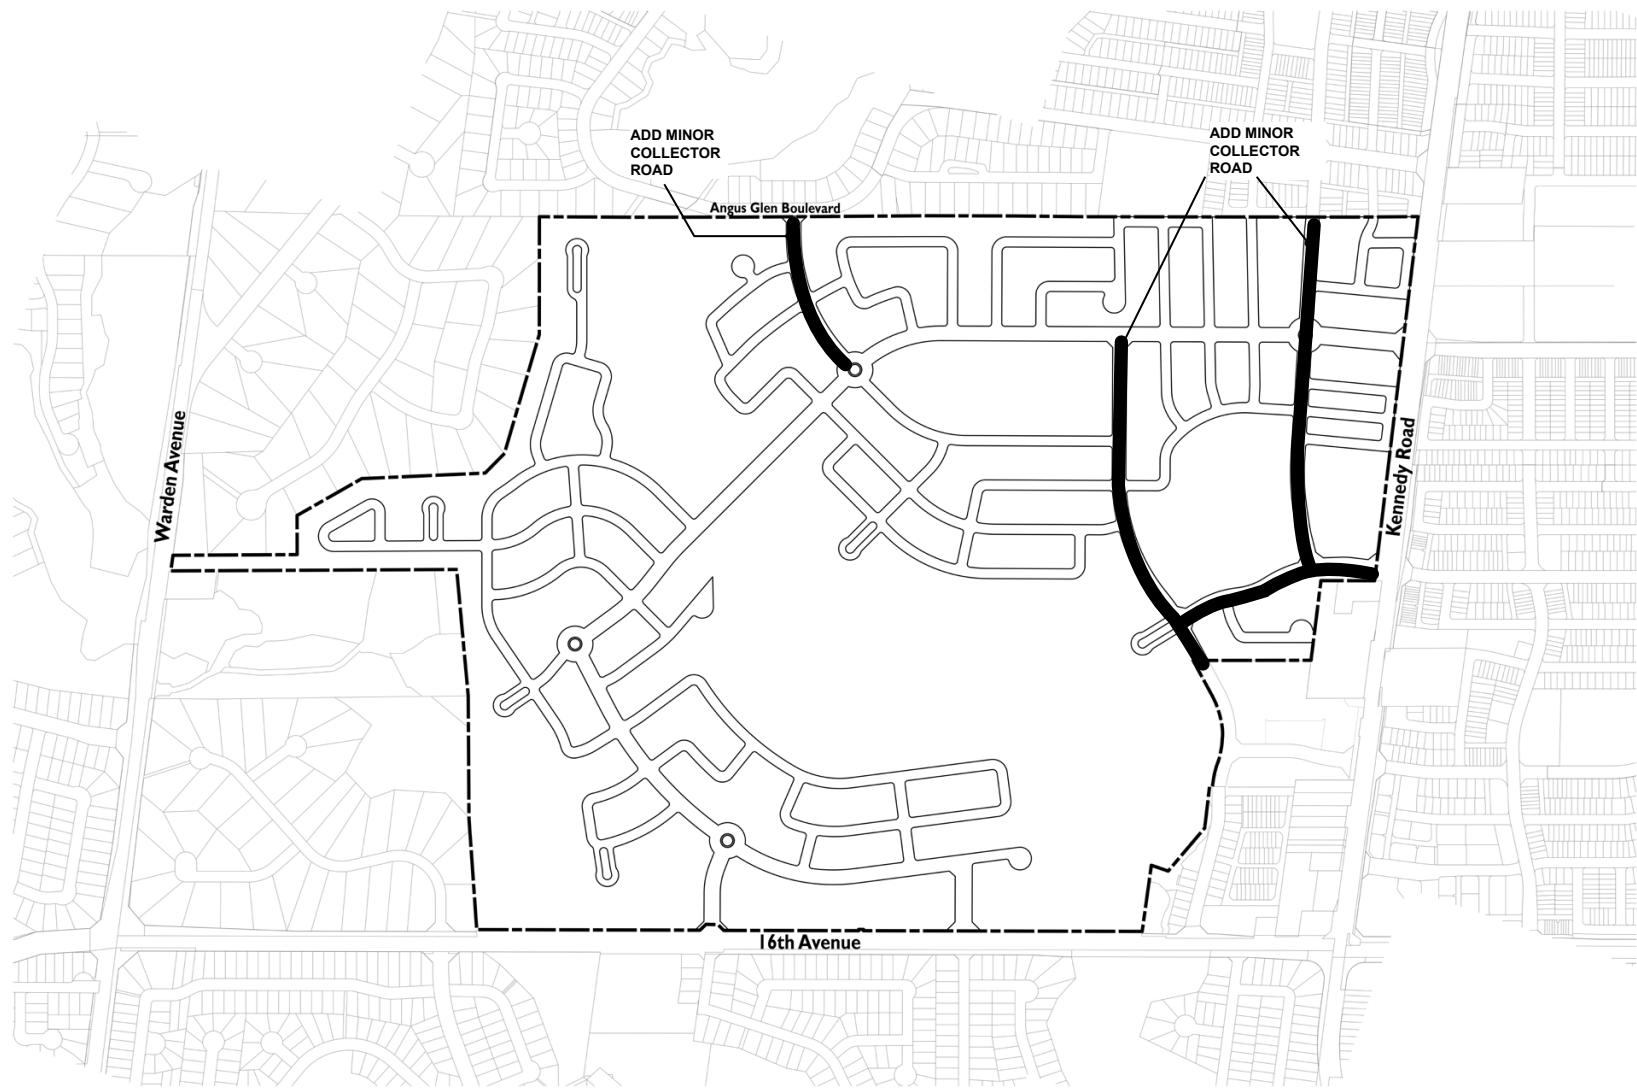 ADD MINOR
COLLECTOR
ROAD
ADD MINOR
COLLECTOR
ROAD
Angus Glen Boulevard
Warden Avenue
Kennedy Road
16th Avenue